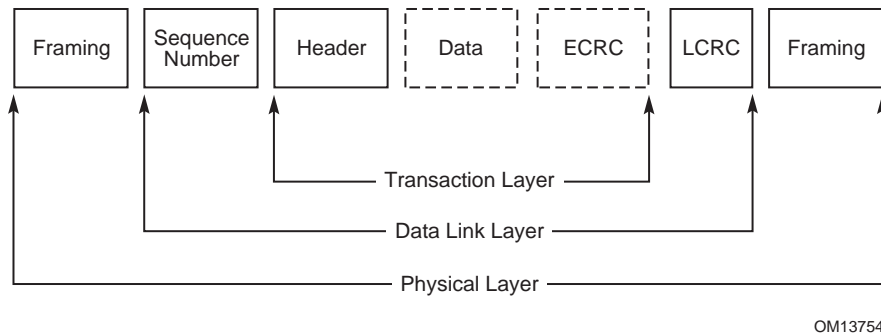 Framing
Sequence
Number
Header
Data
ECRC
LCRC
Framing
Transaction Layer
Data Link Layer
Physical Layer
OM13754